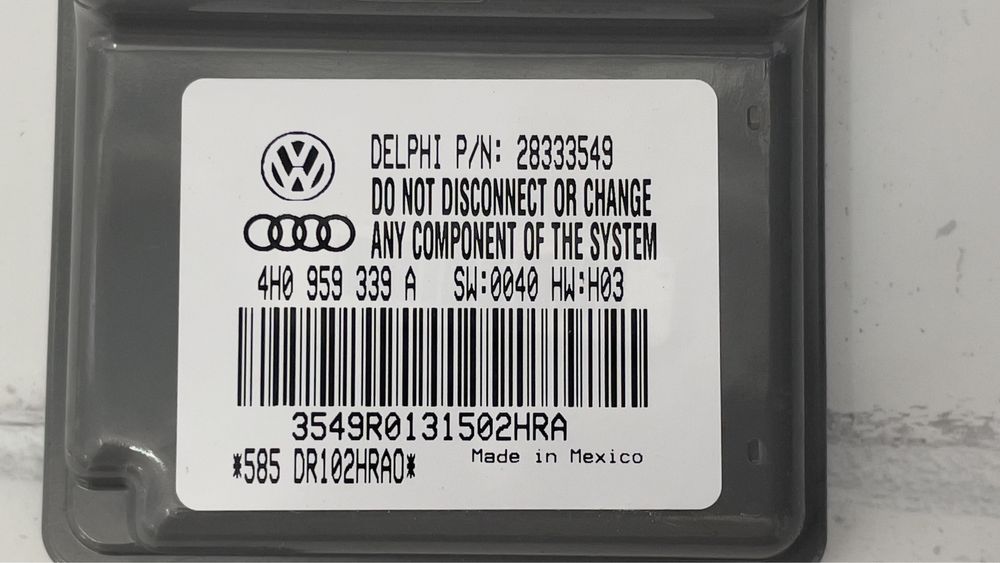 DELPHI P/N: 28333549
DO NOT DISCONNECT OR CHANGE
ANY COMPONENT OF THE SYSTEM
4H0 959 339 A SW:0040 HW:H03
3549R0131502HRA
*585 DR102HRA0* Made in Mexico